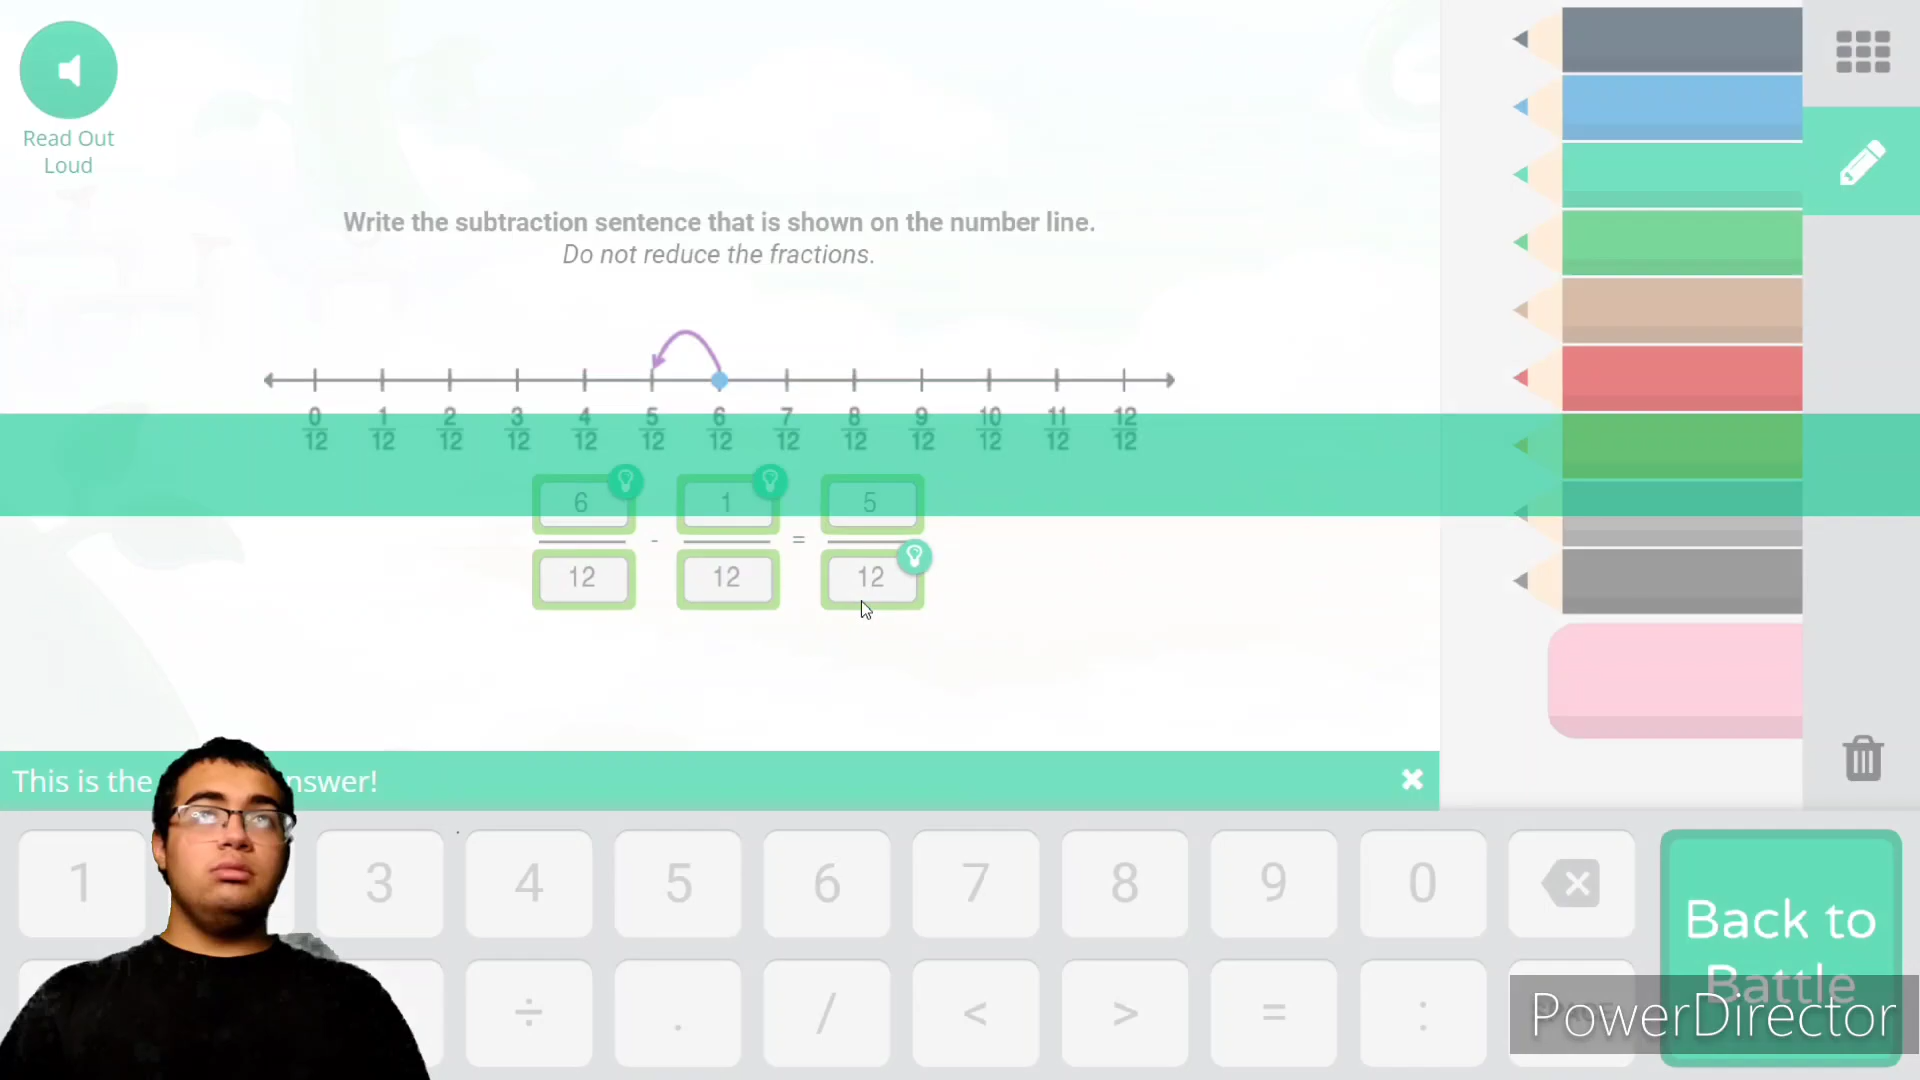 Read Out
Loud
Write the subtraction sentence that is shown on the number line.
Do not reduce the fractions.
0 1 2 3 4 5 6 7 8 9 10 11 12
12 12 12 12 12 12 12 12 12 12 12 12 12
6 - 1 = 5
12 12 12
This is the nswer!
1 3 4 5 6 7 8 9 0
÷ . / < > = :
Back to
Battle
PowerDirector